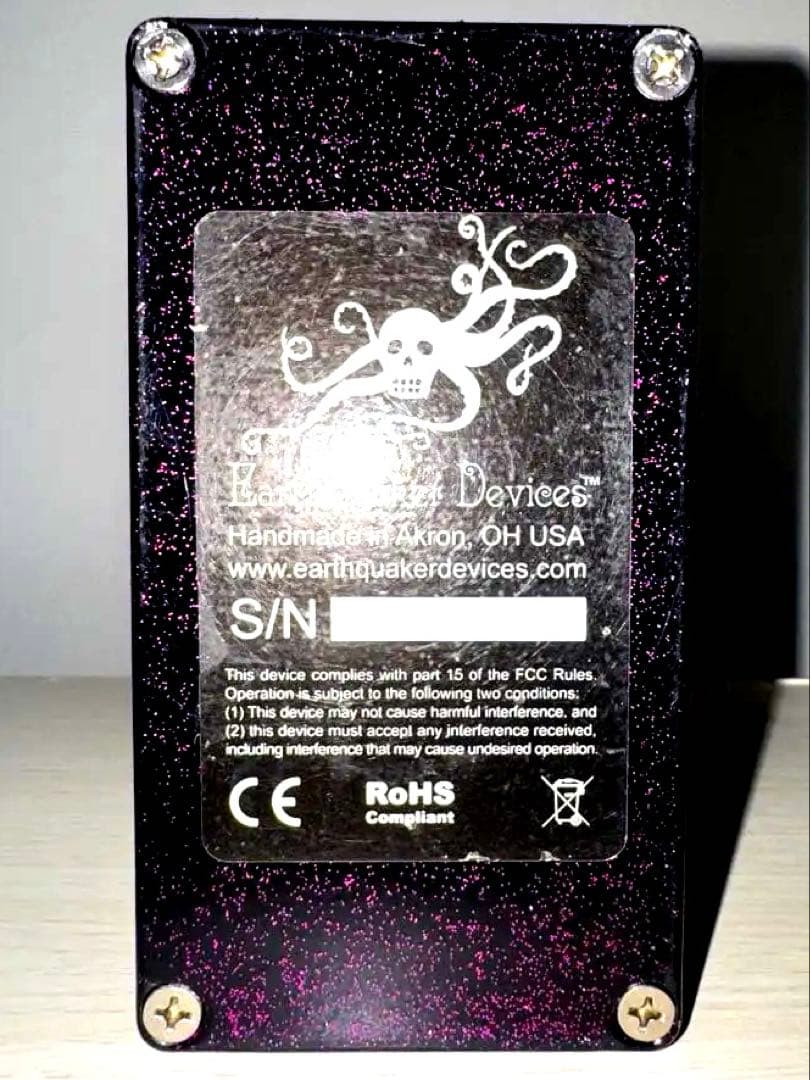 Devices™
Handmade in Akron, OH USA
www.earthquakerdevices.com
S/N
This device complies with part 15 of the FCC Rules.
Operation is subject to the following two conditions:
(1) This device may not cause harmful interference, and
(2) this device must accept any interference received,
including interference that may cause undesired operation.
CE
RoHS
Compliant